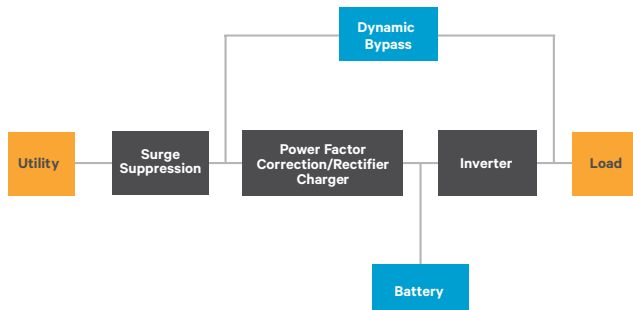 Dynamic
Bypass
Utility
Surge
Suppression
Power Factor
Correction/Rectifier
Charger
Inverter
Load
Battery